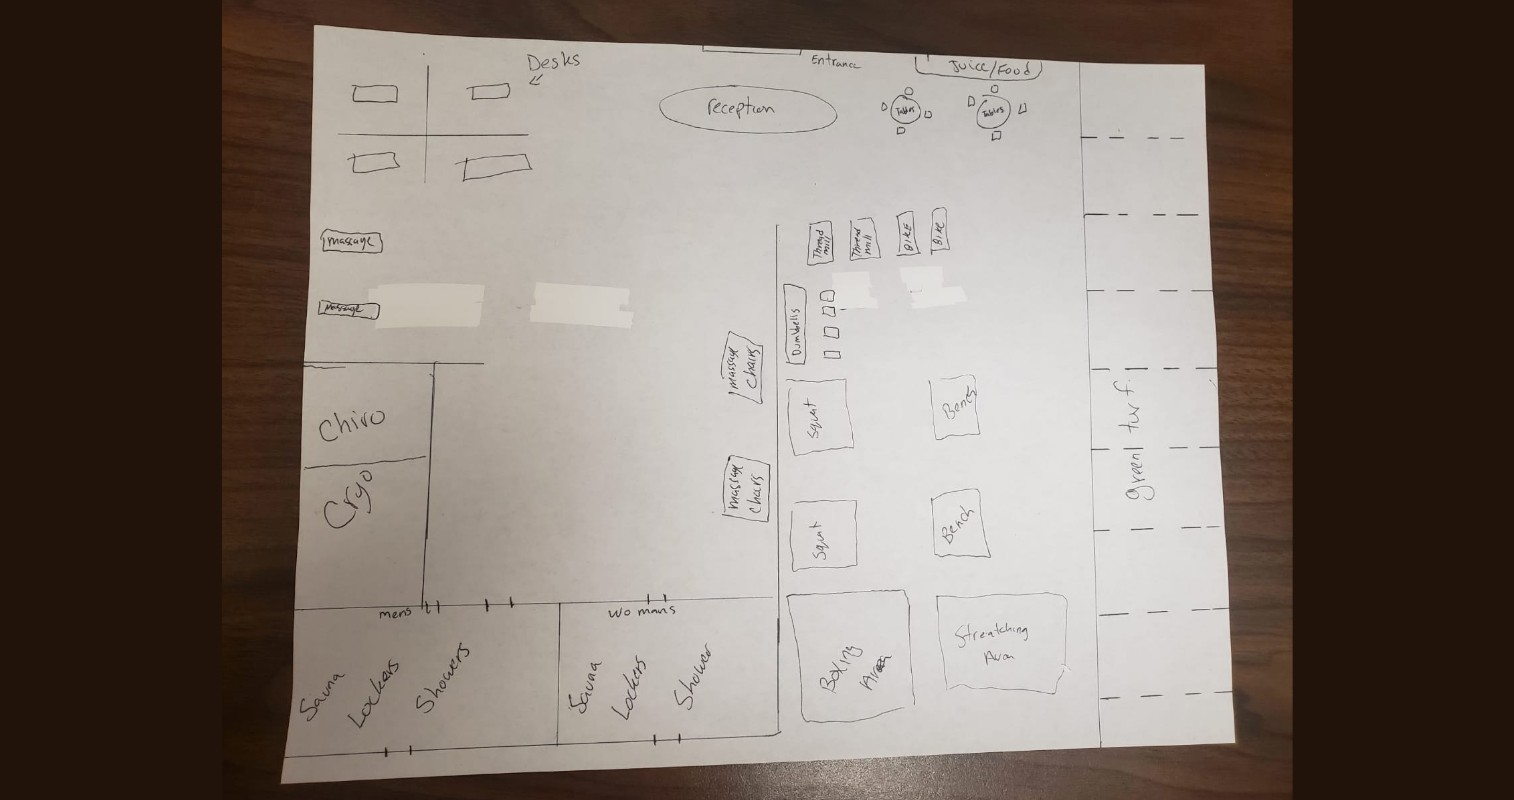 Desks
Entrance
Juice/Food
reception
Tables
Tables
massage
massage
Thread
mill
Thread
mill
BIKE
BIKE
Dumbells
massage
chairs
massage
chairs
Squat
Bench
Squat
Bench
green turf
Chiro
Cryo
mens
womans
Sauna
Lockers
Showers
Sauna
Lockers
Shower
Boxing
Area
Stretching
Area